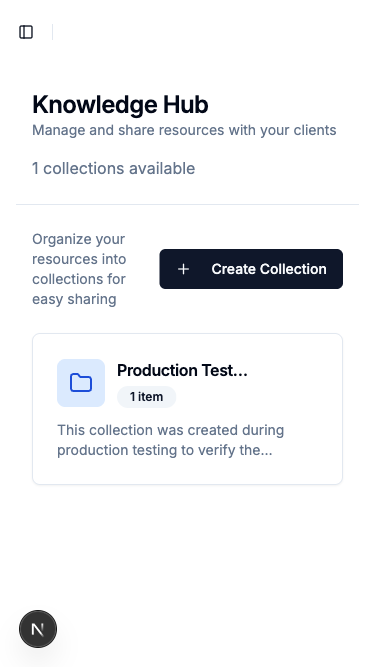 Knowledge Hub
Manage and share resources with your clients
1 collections available
Organize your
resources into
collections for
easy sharing
Create Collection
Production Test...
1 item
This collection was created during
production testing to verify the...
N